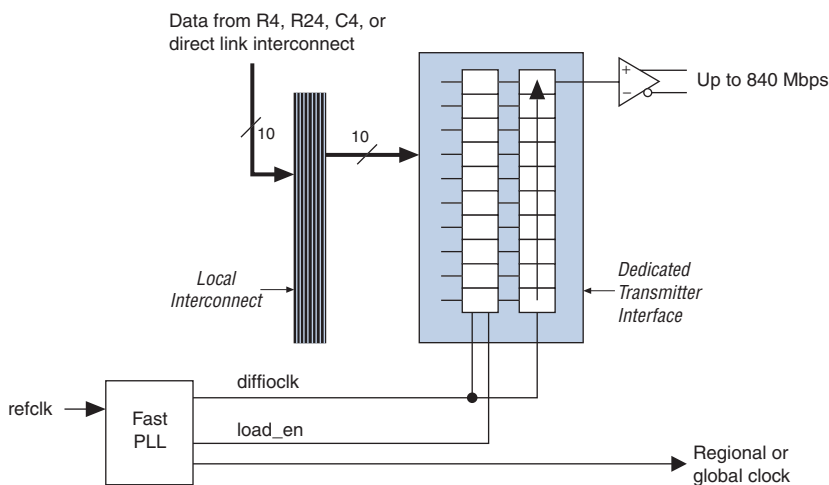 Data from R4, R24, C4, or
direct link interconnect
+
−
Up to 840 Mbps
10
10
Local
Interconnect
Dedicated
Transmitter
Interface
diffioclk
refclk
Fast
PLL
load_en
Regional or
global clock